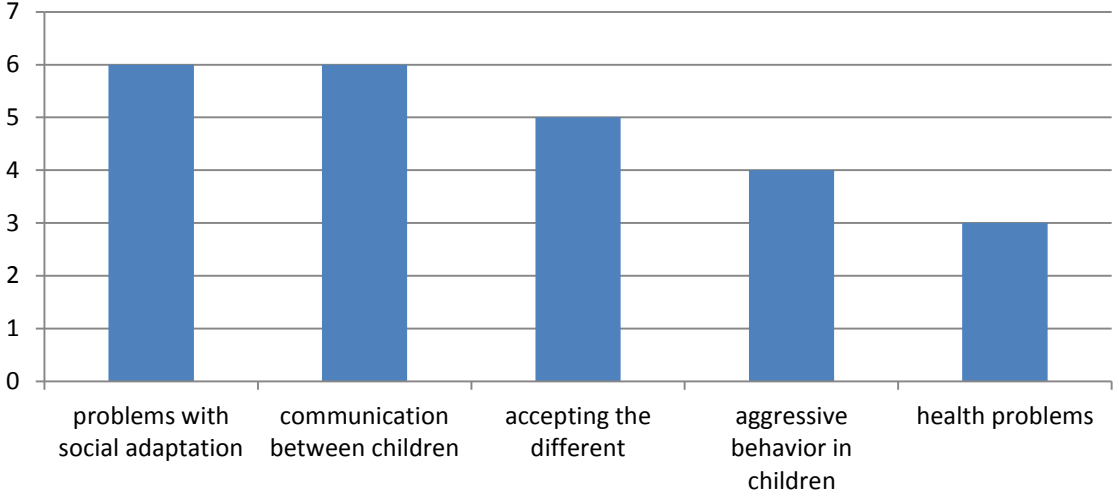 7
6
5
4
3
2
1
0
problems with
social adaptation
communication
between children
accepting the
different
aggressive
behavior in
children
health problems